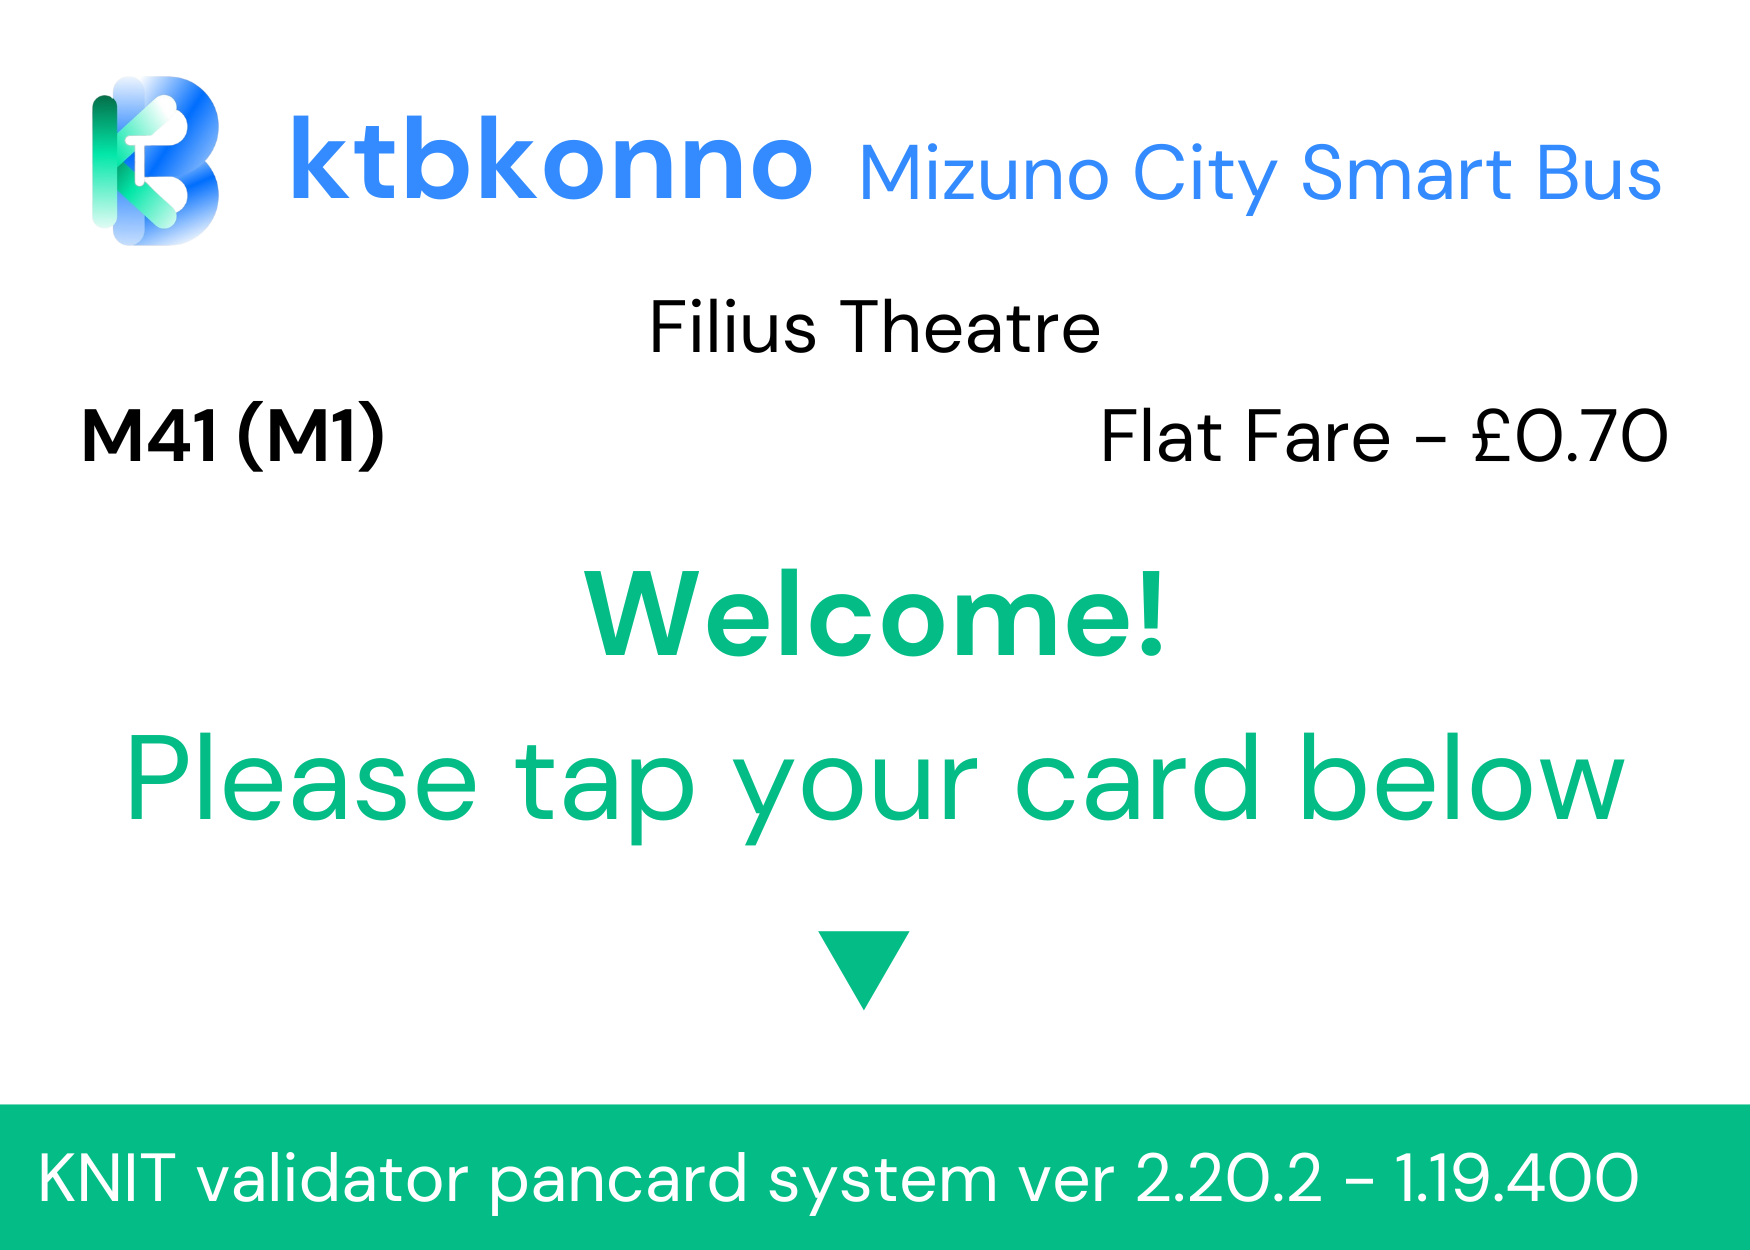 ktbkonno Mizuno City Smart Bus
Filius Theatre
M41 (M1) Flat Fare - £0.70
Welcome!
Please tap your card below
KNIT validator pancard system ver 2.20.2 - 1.19.400